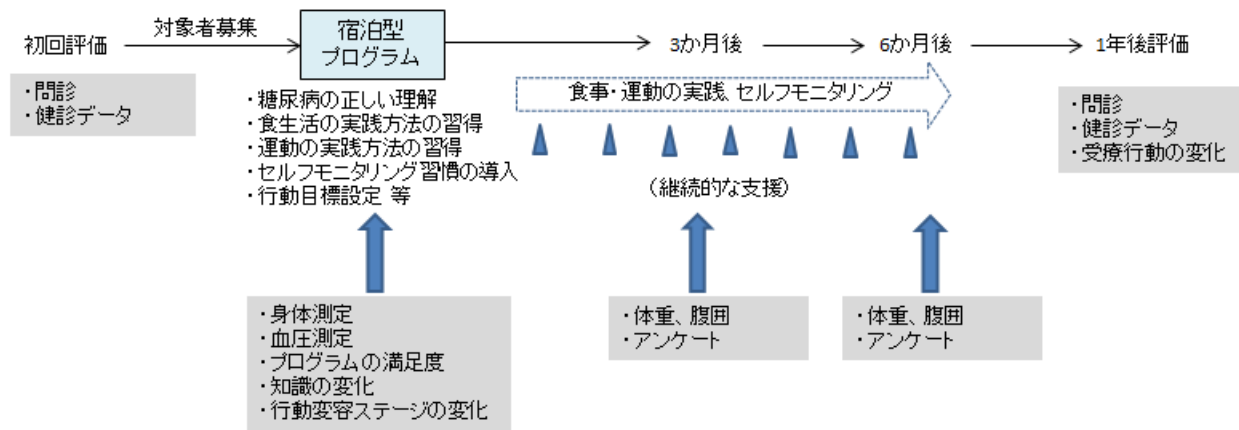 初回評価
対象者募集
宿泊型
プログラム
3か月後
6か月後
1年後評価
・問診
・健診データ
・糖尿病の正しい理解
・食生活の実践方法の習得
・運動の実践方法の習得
・セルフモニタリング習慣の導入
・行動目標設定 等
食事・運動の実践、セルフモニタリング
(継続的な支援)
・問診
・健診データ
・受療行動の変化
・身体測定
・血圧測定
・プログラムの満足度
・知識の変化
・行動変容ステージの変化
・体重、腹囲
・アンケート
・体重、腹囲
・アンケート